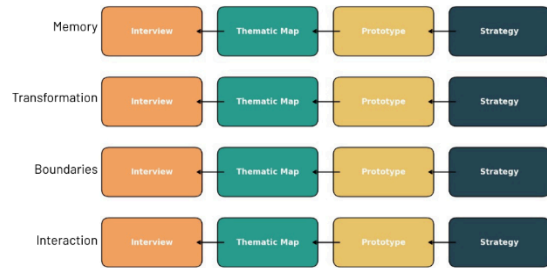 Memory Interview Thematic Map Prototype Strategy
Transformation Interview Thematic Map Prototype Strategy
Boundaries Interview Thematic Map Prototype Strategy
Interaction Interview Thematic Map Prototype Strategy